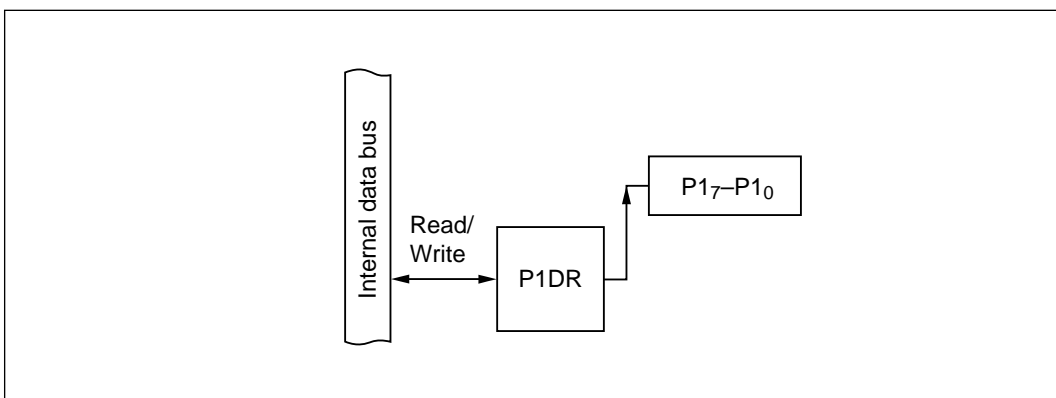 Internal data bus
Read/
Write
P1DR
P1₇–P1₀